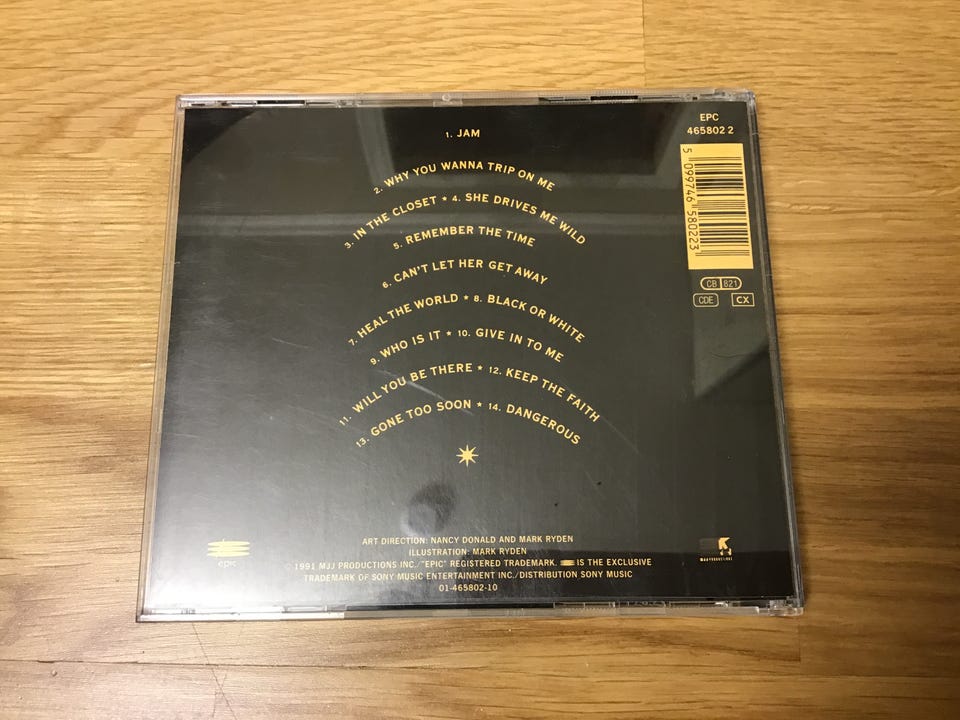 1. JAM
2. WHY YOU WANNA TRIP ON ME
3. IN THE CLOSET ★ 4. SHE DRIVES ME WILD
5. REMEMBER THE TIME
6. CAN'T LET HER GET AWAY
7. HEAL THE WORLD ★ 8. BLACK OR WHITE
9. WHO IS IT ★ 10. GIVE IN TO ME
11. WILL YOU BE THERE ★ 12. KEEP THE FAITH
13. GONE TOO SOON ★ 14. DANGEROUS
EPC
465802 2
5 099746 580223
CB 821
CDE CX
epic
ART DIRECTION: NANCY DONALD AND MARK RYDEN
ILLUSTRATION: MARK RYDEN
© 1991 MJJ PRODUCTIONS INC./"EPIC" REGISTERED TRADEMARK. IS THE EXCLUSIVE
TRADEMARK OF SONY MUSIC ENTERTAINMENT INC./DISTRIBUTION SONY MUSIC
01-465802-10
MJJ PRODUCTIONS